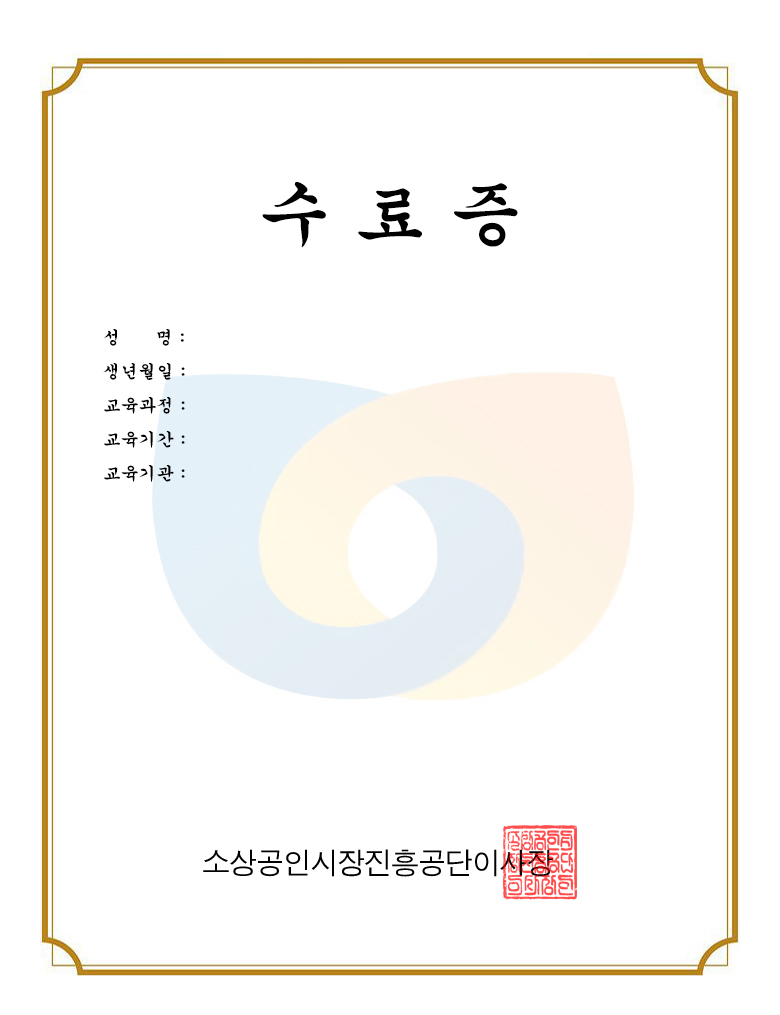 수 료 증
성 명 :
생년월일 :
교육과정 :
교육기간 :
교육기관 :
소상공인시장진흥공단이사장